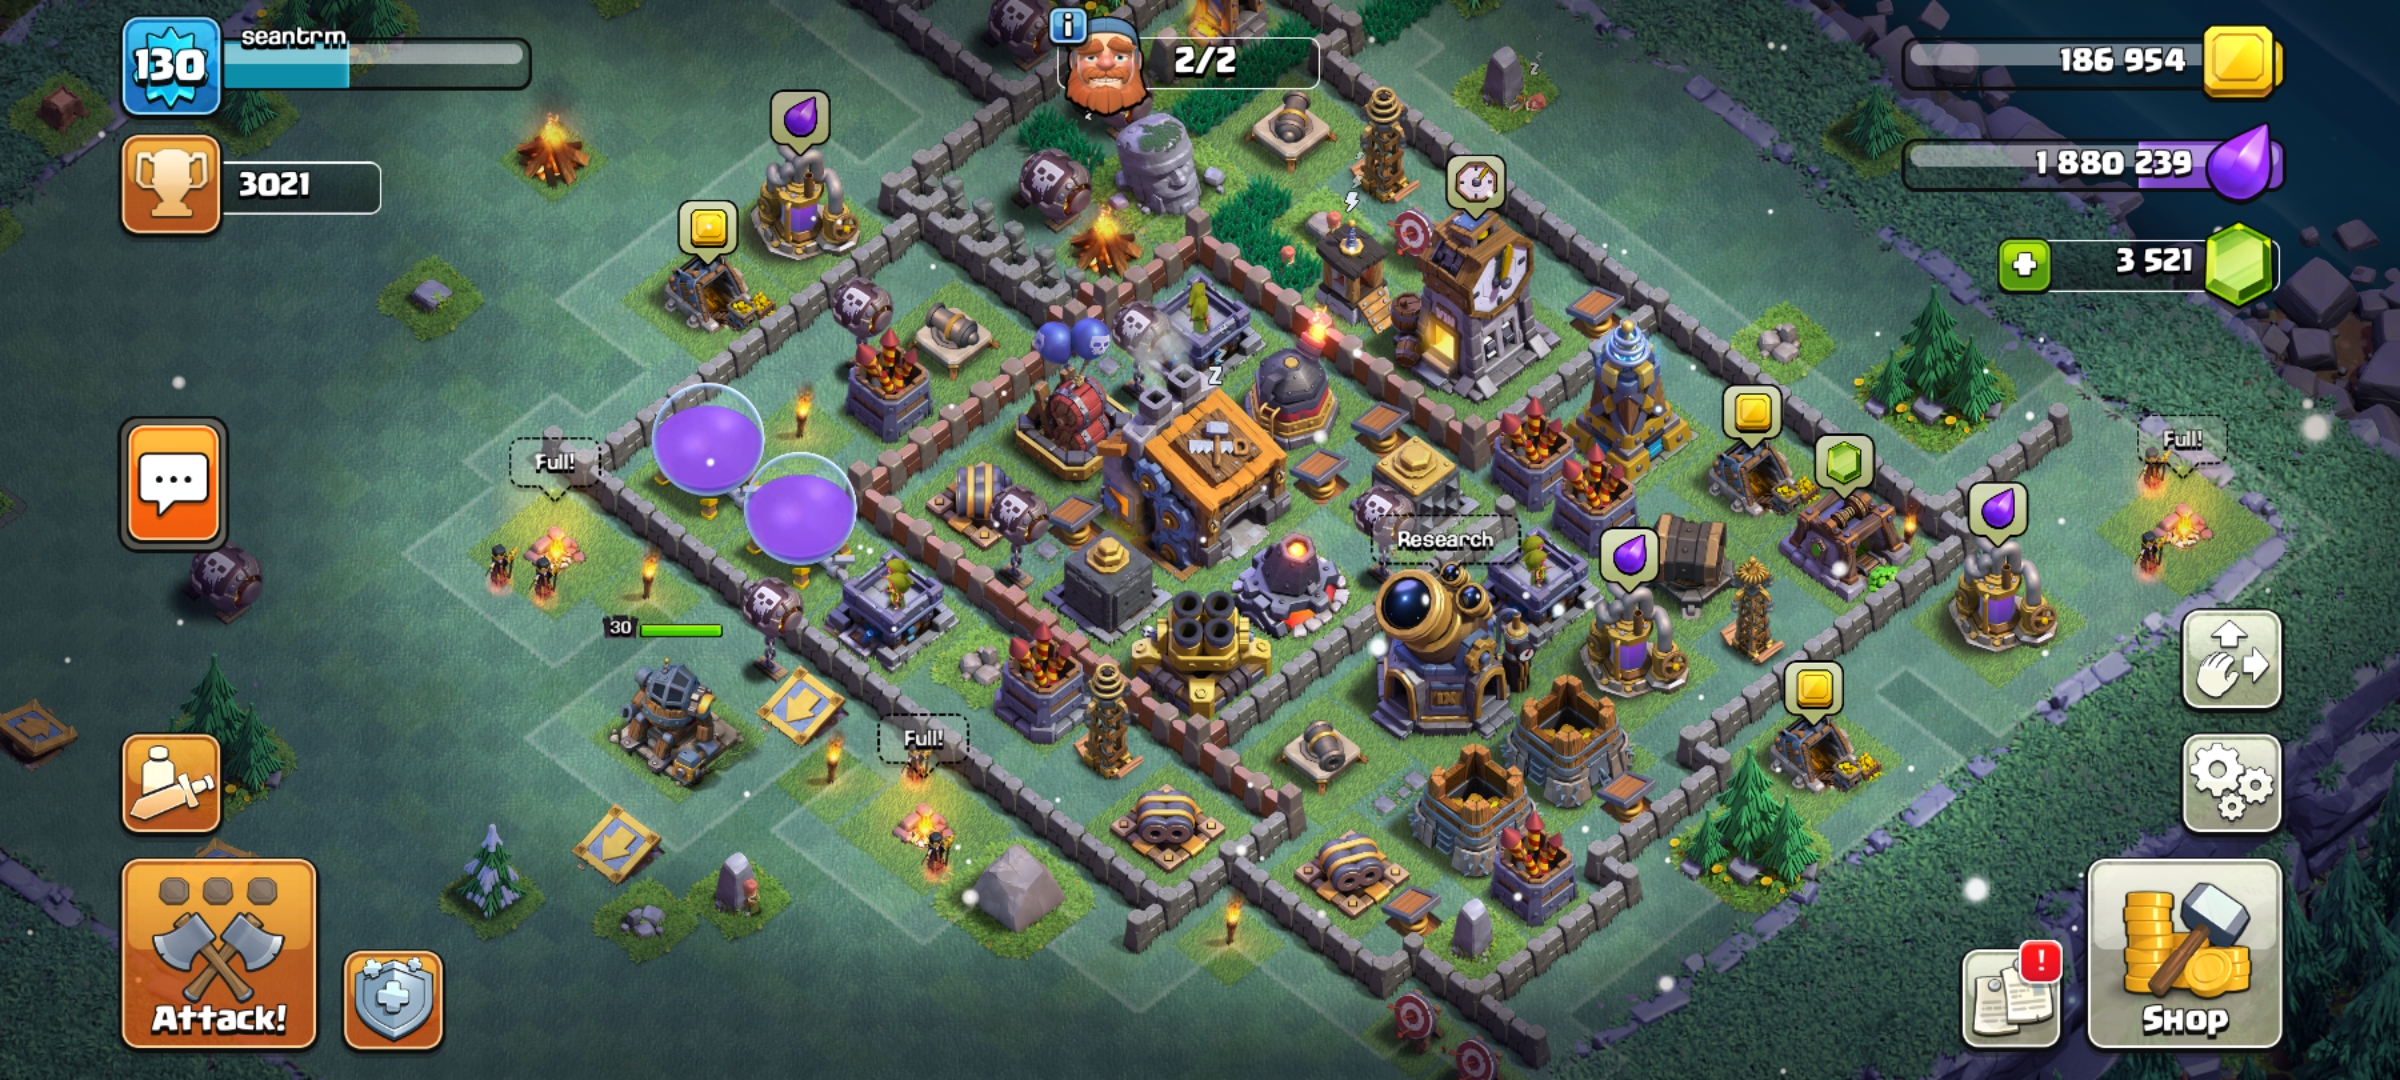 130
seantrm
i
2/2
186 954
3021
1 880 239
3 521
Full!
Full!
Research
30
Full!
Attack!
!
Shop